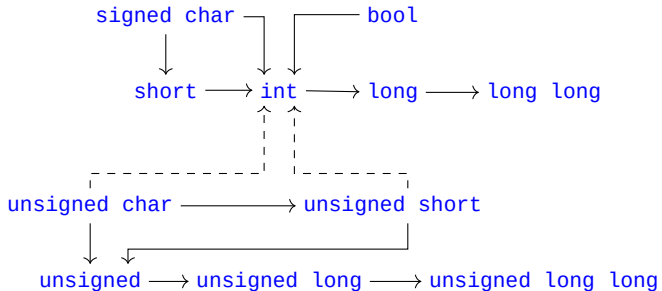 signed char bool
short int long long long
unsigned char unsigned short
unsigned unsigned long unsigned long long